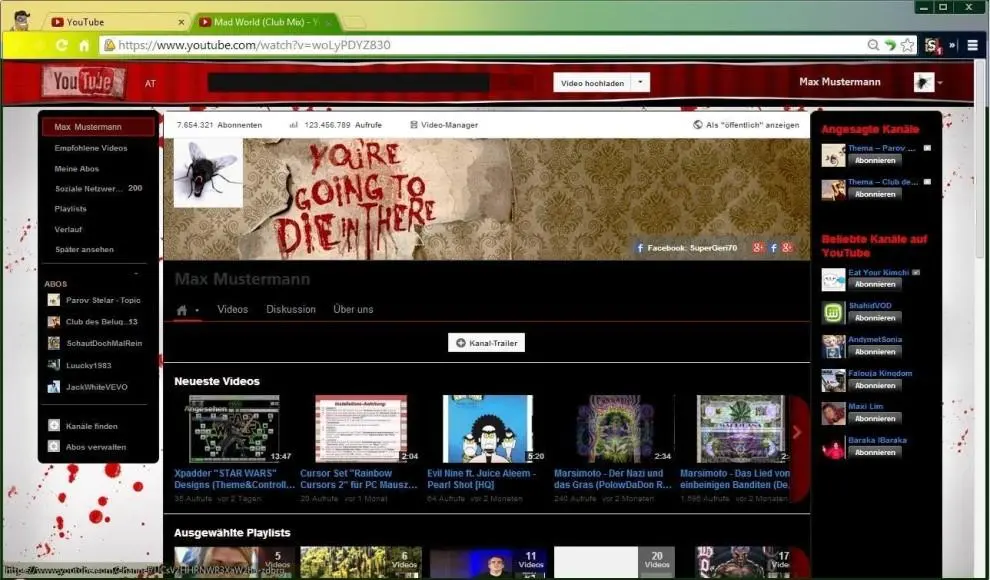 YouTube
Mad World (Club Mix) - Y
https://www.youtube.com/watch?v=woLyPDYZ830
YouTube AT
Video hochladen
Max Mustermann
Max Mustermann
Empfohlene Videos
Meine Abos
Soziale Netzwer... 200
Playlists
Verlauf
Später ansehen
ABOS
Parov Stelar - Topic
Club des Belug..13
SchautDochMalRein
Luucky1983
JackWhiteVEVO
Kanäle finden
Abos verwalten
7.654.321 Abonnenten
123.456.789 Aufrufe
Video-Manager
Als "öffentlich" anzeigen
YOU'RE
GOING TO
DIE IN THERE
Facebook: SuperGeri70
Max Mustermann
Videos Diskussion Über uns
Kanal-Trailer
Neueste Videos
Angesehen
Installations-Anleitung:
13:47
2:04
5:20
2:34
Xpadder "STAR WARS"
Designs (Theme&Controll...
35 Aufrufe vor 2 Tagen
Cursor Set "Rainbow
Cursors 2" für PC Mausz...
20 Aufrufe vor 1 Monat
Evil Nine ft. Juice Aleem -
Pearl Shot [HQ]
64 Aufrufe vor 2 Monaten
Marsimoto - Der Nazi und
das Gras (PolowDaDon R...
240 Aufrufe vor 2 Monaten
Marsimoto - Das Lied von
einbeinigen Banditen (De.
1.595 Aufrufe vor 2 Monaten
Ausgewählte Playlists
5 Videos
6 Videos
11 Videos
20 Videos
17 Videos
Angesagte Kanäle
Thema – Parov ...
Abonnieren
Thema – Club de...
Abonnieren
Beliebte Kanäle auf
YouTube
Eat Your Kimchi
Abonnieren
ShahidVOD
Abonnieren
AndymetSonia
Abonnieren
Falouja Kingdom
Abonnieren
Maxi Lim
Abonnieren
Baraka IBaraka
Abonnieren